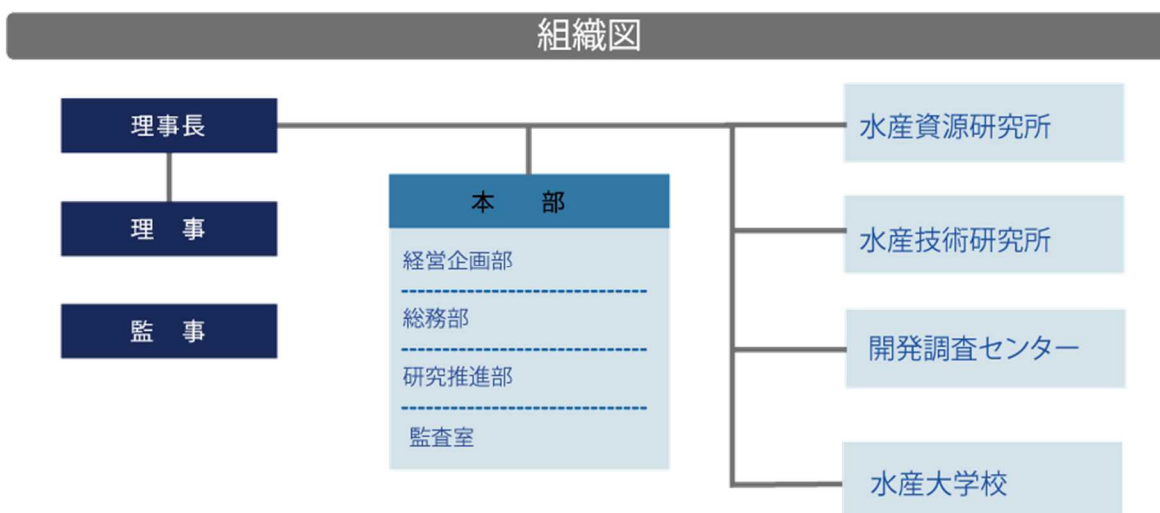 組織図
理事長
理　事
監　事
本　部
経営企画部
総務部
研究推進部
監査室
水産資源研究所
水産技術研究所
開発調査センター
水産大学校